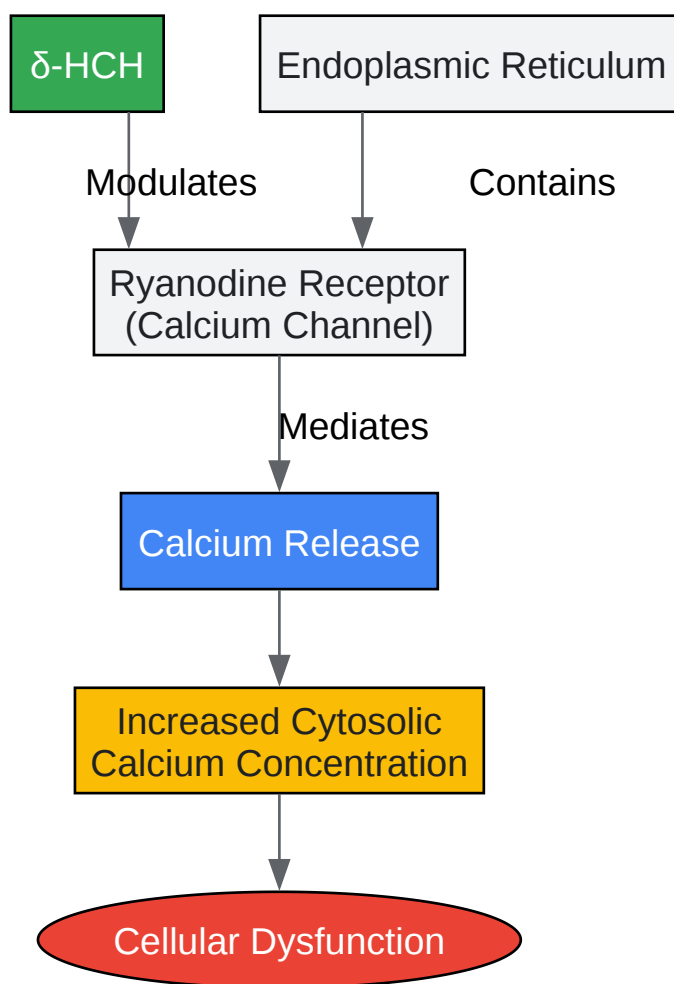 δ-HCH
Endoplasmic Reticulum
Modulates
Contains
Ryanodine Receptor
(Calcium Channel)
Mediates
Calcium Release
Increased Cytosolic
Calcium Concentration
Cellular Dysfunction